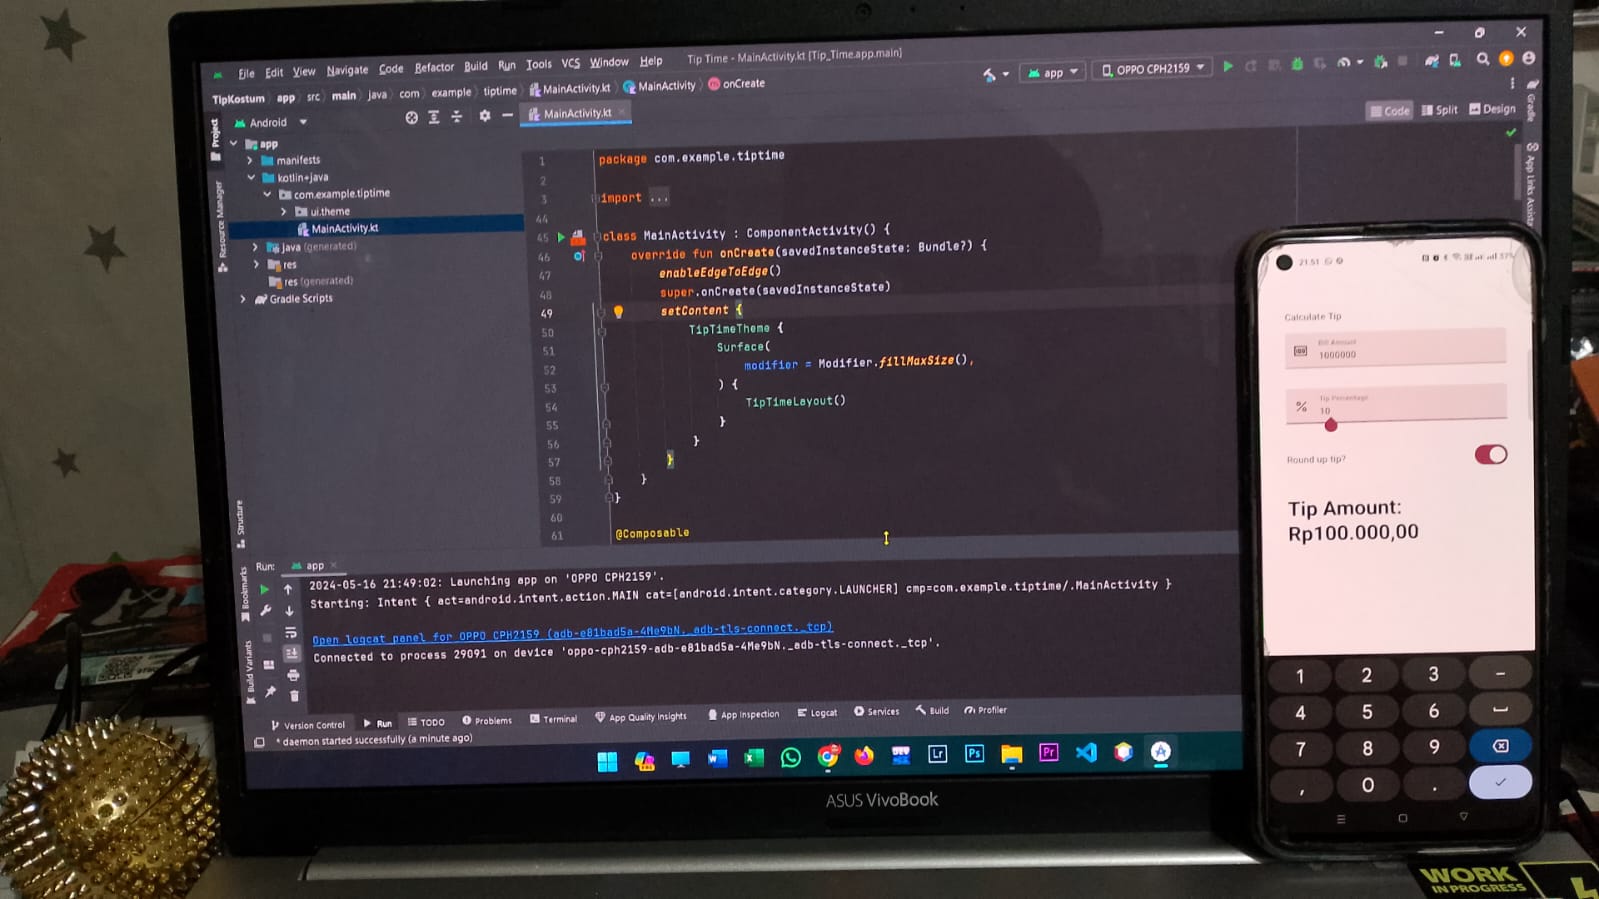 ASUS
File Edit View Navigate Code Refactor Build Run Tools VCS Window Help Tip Time - MainActivity.kt [Tip_Time.app.main]
TipKostum app src main java com example tiptime MainActivity.kt MainActivity onCreate
app OPPO CPH2159
Project
Android
MainActivity.kt
Code Split Design
Gradle
App Links Assista
Resource Manager
app
manifests
kotlin+java
com.example.tiptime
ui.theme
MainActivity.kt
java (generated)
res
res (generated)
Gradle Scripts
1 package com.example.tiptime
2
3 import ...
44
45 class MainActivity : ComponentActivity() {
46 override fun onCreate(savedInstanceState: Bundle?) {
47 enableEdgeToEdge()
48 super.onCreate(savedInstanceState)
49 setContent {
50 TipTimeTheme {
51 Surface(
52 modifier = Modifier.fillMaxSize(),
53 ) {
54 TipTimeLayout()
55 }
56 }
57 }
58 }
59 }
60
61 @Composable
Structure
Bookmarks
Build Variants
Run: app
2024-05-16 21:49:02: Launching app on 'OPPO CPH2159'.
Starting: Intent { act=android.intent.action.MAIN cat=[android.intent.category.LAUNCHER] cmp=com.example.tiptime/.MainActivity }
Open logcat panel for OPPO CPH2159 (adb-e81bad5a-4Me9bN._adb-tls-connect._tcp)
Connected to process 29091 on device 'oppo-cph2159-adb-e81bad5a-4Me9bN._adb-tls-connect._tcp'.
Version Control Run TODO Problems Terminal App Quality Insights App Inspection Logcat Services Build Profiler
* daemon started successfully (a minute ago)
Lr Ps Pr
ASUS VivoBook
21.51 37%
Calculate Tip
Bill Amount
1000000
Tip Percentage
% 10
Round up tip?
Tip Amount:
Rp100.000,00
1 2 3 -
4 5 6
7 8 9
, 0 .
WORK
IN PROGRESS